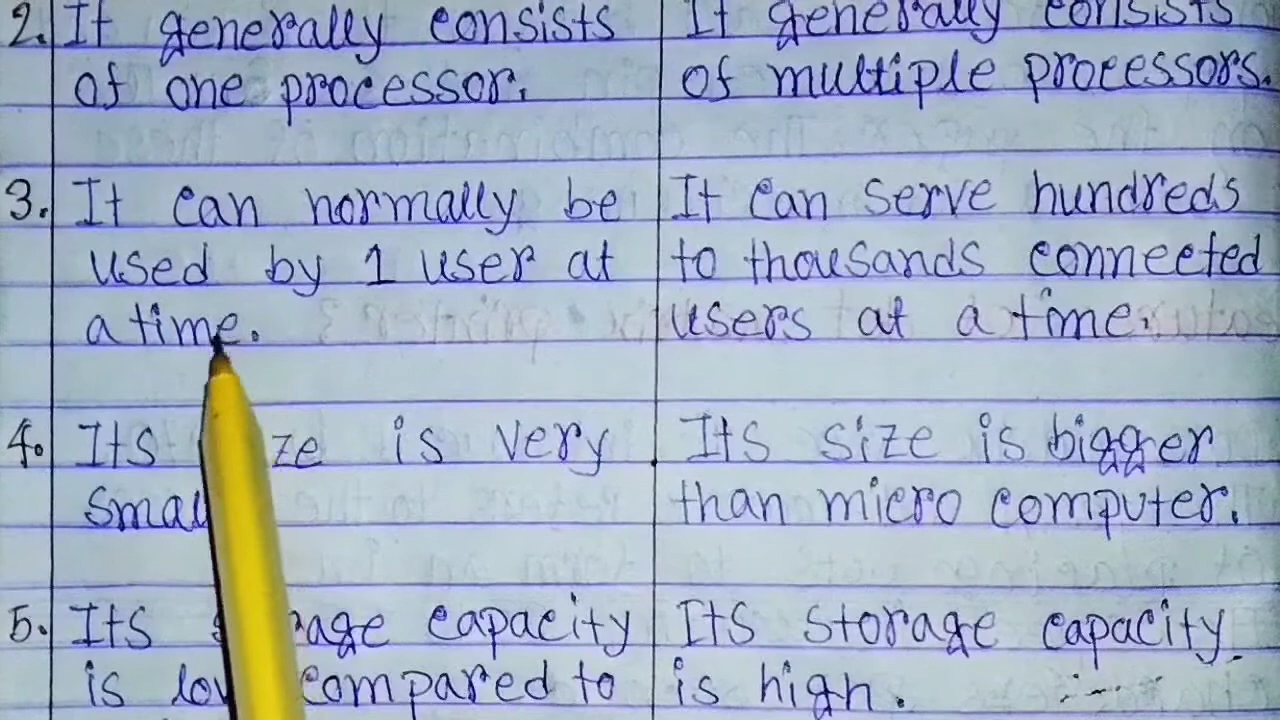 2. It generally consists
of one processor.
It generally consists
of multiple processors.
3. It can normally be
used by 1 user at
a time.
It can serve hundreds
to thousands connected
users at a time.
4. Its is very
Its size is bigger
than micro computer.
5. Its capacity
is compared to
Its storage capacity
is high.